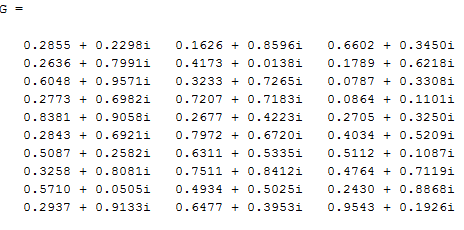 G =
0.2855 + 0.2298i 0.1626 + 0.8596i 0.6602 + 0.3450i
0.2636 + 0.7991i 0.4173 + 0.0138i 0.1789 + 0.6218i
0.6048 + 0.9571i 0.3233 + 0.7265i 0.0787 + 0.3308i
0.2773 + 0.6982i 0.7207 + 0.7183i 0.0864 + 0.1101i
0.8381 + 0.9058i 0.2677 + 0.4223i 0.2705 + 0.3250i
0.2843 + 0.6921i 0.7972 + 0.6720i 0.4034 + 0.5209i
0.5087 + 0.2582i 0.6311 + 0.5335i 0.5112 + 0.1087i
0.3258 + 0.8081i 0.7511 + 0.8412i 0.4764 + 0.7119i
0.5710 + 0.0505i 0.4934 + 0.5025i 0.2430 + 0.8868i
0.2937 + 0.9133i 0.6477 + 0.3953i 0.9543 + 0.1926i